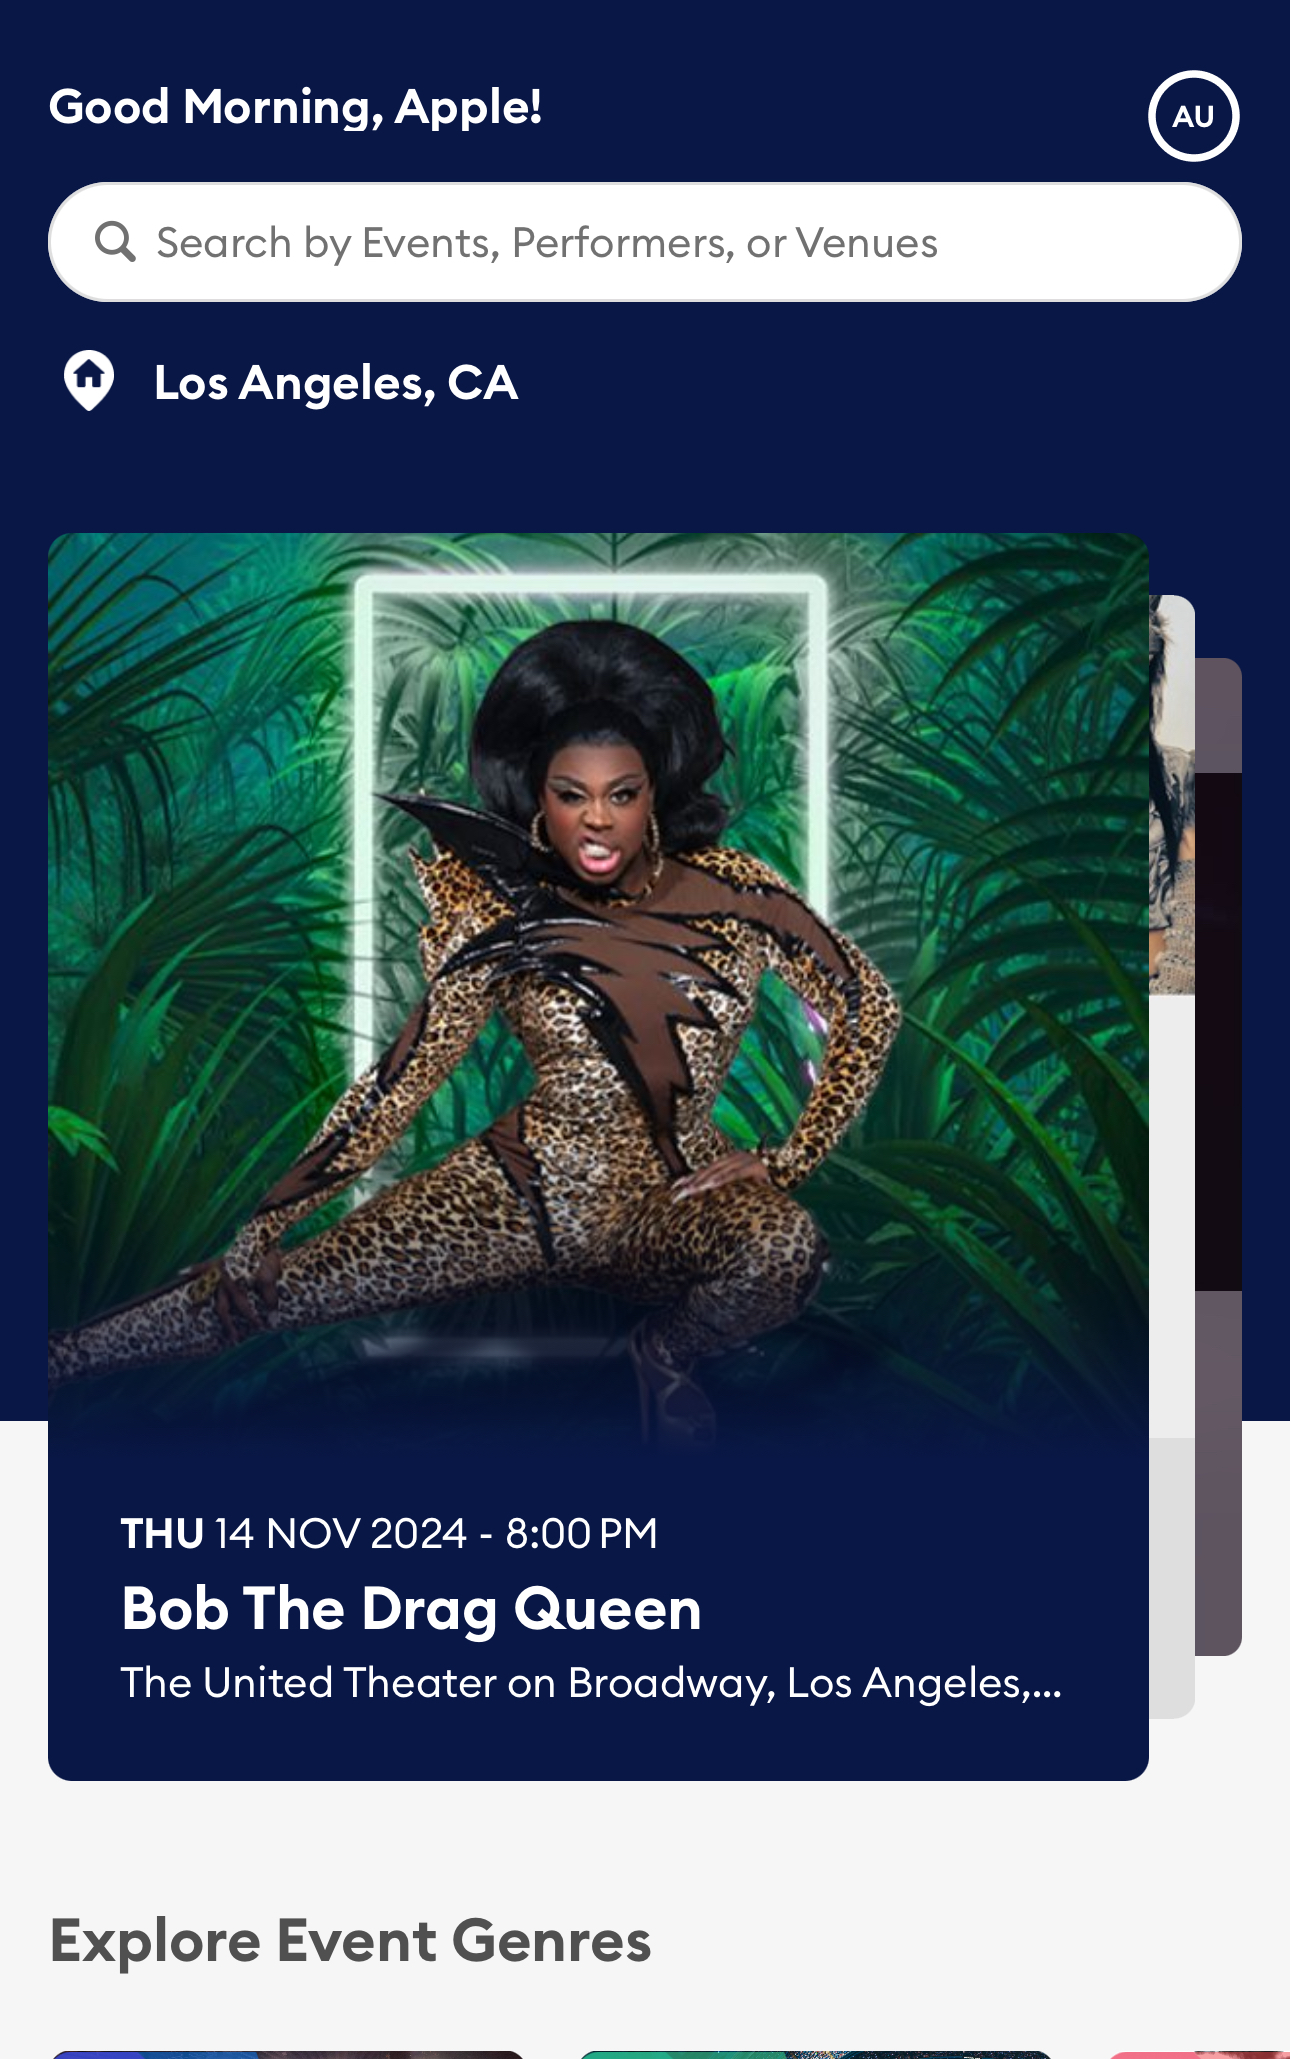 Good Morning, Apple!
AU
Search by Events, Performers, or Venues
Los Angeles, CA
THU 14 NOV 2024 - 8:00 PM
Bob The Drag Queen
The United Theater on Broadway, Los Angeles,...
Explore Event Genres